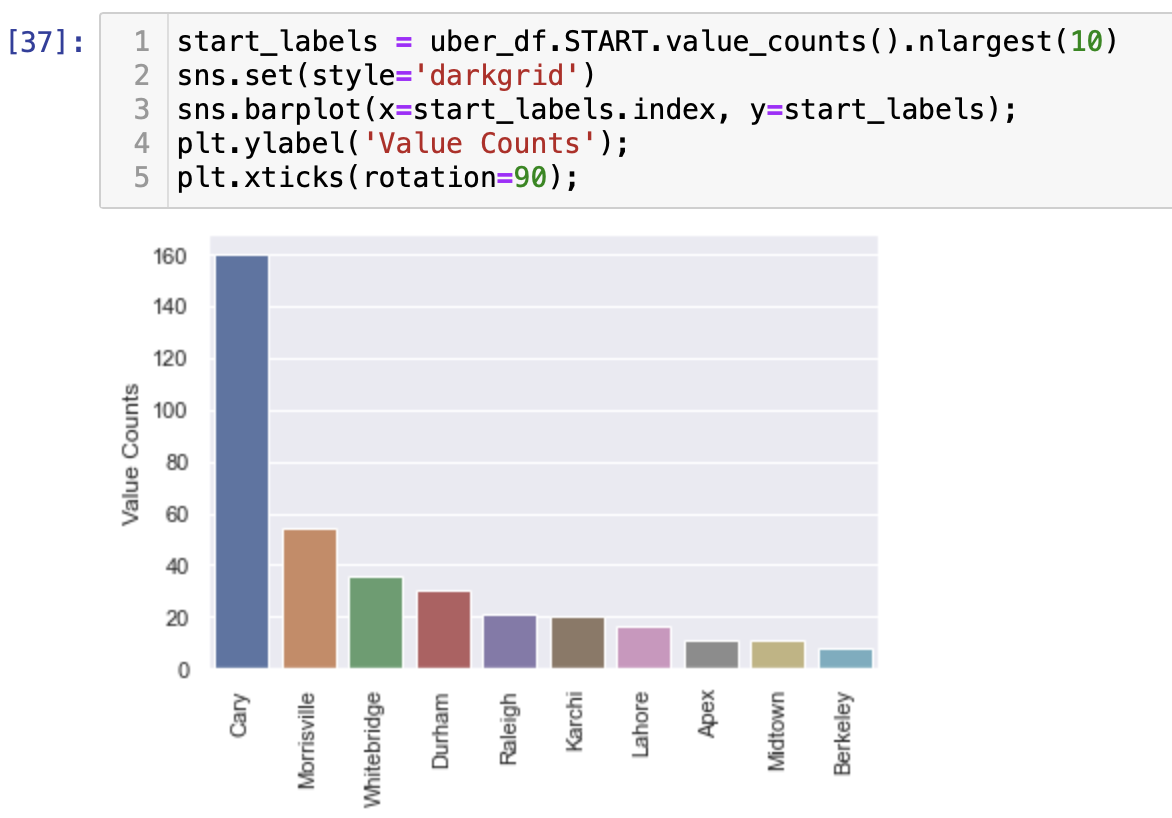 [37]:
1 start_labels = uber_df.START.value_counts().nlargest(10)
2 sns.set(style='darkgrid')
3 sns.barplot(x=start_labels.index, y=start_labels);
4 plt.ylabel('Value Counts');
5 plt.xticks(rotation=90);
Value Counts
160
140
120
100
80
60
40
20
0
Cary
Morrisville
Whitebridge
Durham
Raleigh
Karchi
Lahore
Apex
Midtown
Berkeley